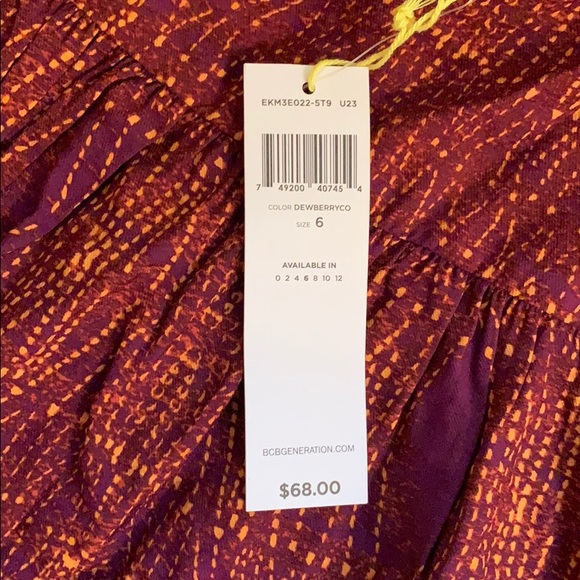 EKM3E022-5T9 U23
7 49200 40745 4
COLOR DEWBERRYCO
SIZE 6
AVAILABLE IN
0 2 4 6 8 10 12
BCBGENERATION.COM
$68.00